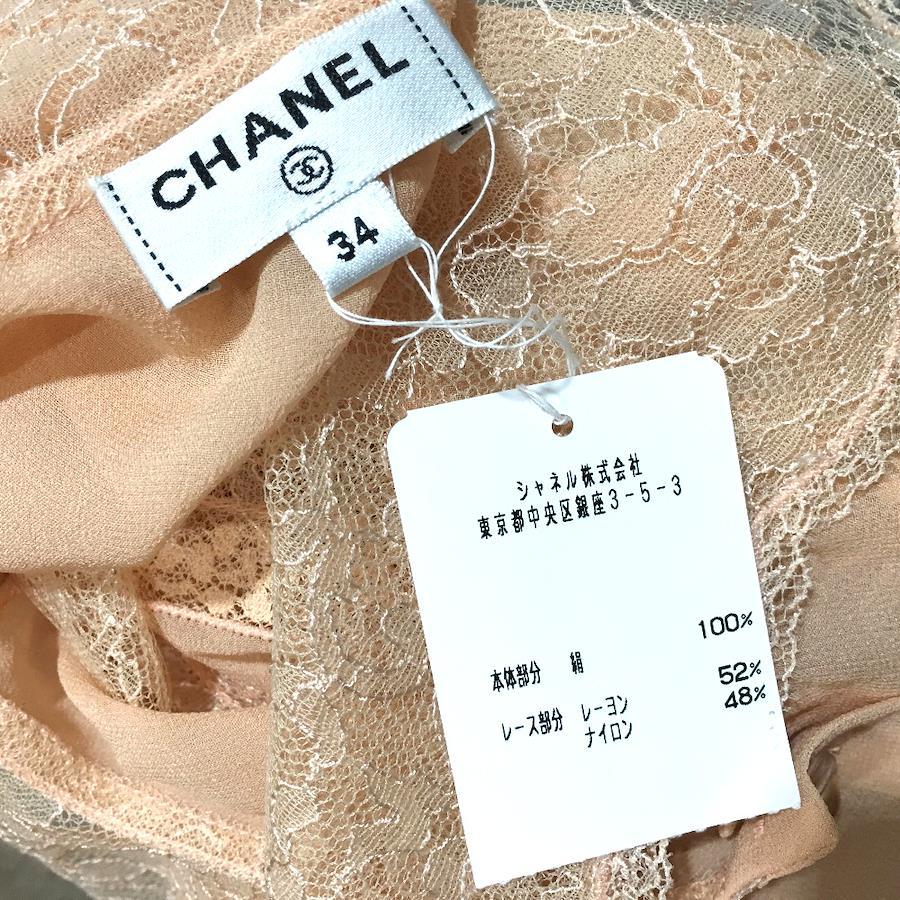 CHANEL
34
シャネル株式会社
東京都中央区銀座3-5-3
本体部分 絹 100%
レース部分 レーヨン 52%
ナイロン 48%